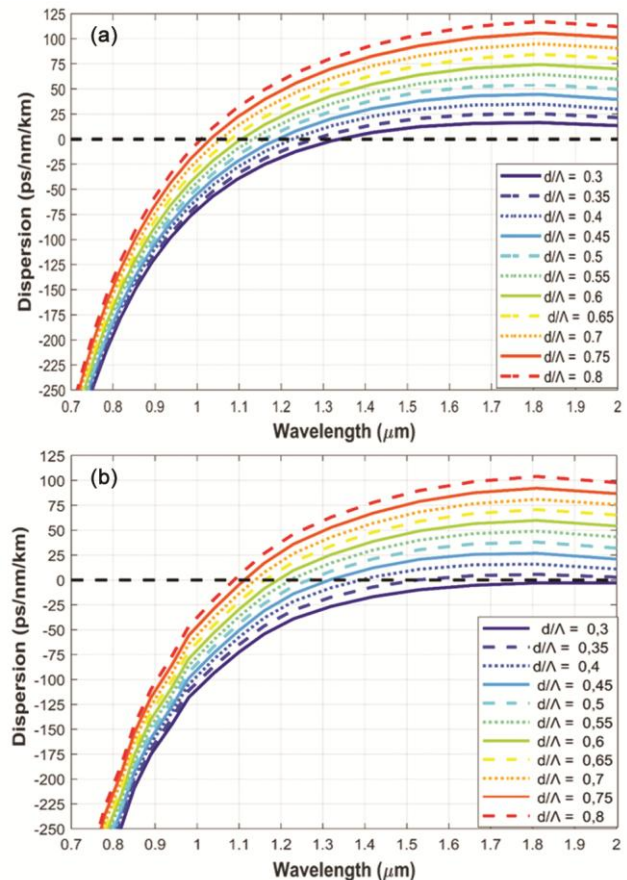 (a)
Dispersion (ps/nm/km)
125
100
75
50
25
0
-25
-50
-75
-100
-125
-150
-175
-200
-225
-250
d/Λ = 0.3
d/Λ = 0.35
d/Λ = 0.4
d/Λ = 0.45
d/Λ = 0.5
d/Λ = 0.55
d/Λ = 0.6
d/Λ = 0.65
d/Λ = 0.7
d/Λ = 0.75
d/Λ = 0.8
0.7 0.8 0.9 1 1.1 1.2 1.3 1.4 1.5 1.6 1.7 1.8 1.9 2
Wavelength (μm)
(b)
Dispersion (ps/nm/km)
125
100
75
50
25
0
-25
-50
-75
-100
-125
-150
-175
-200
-225
-250
d/Λ = 0,3
d/Λ = 0,35
d/Λ = 0,4
d/Λ = 0,45
d/Λ = 0,5
d/Λ = 0,55
d/Λ = 0,6
d/Λ = 0,65
d/Λ = 0,7
d/Λ = 0,75
d/Λ = 0,8
0.7 0.8 0.9 1 1.1 1.2 1.3 1.4 1.5 1.6 1.7 1.8 1.9 2
Wavelength (μm)